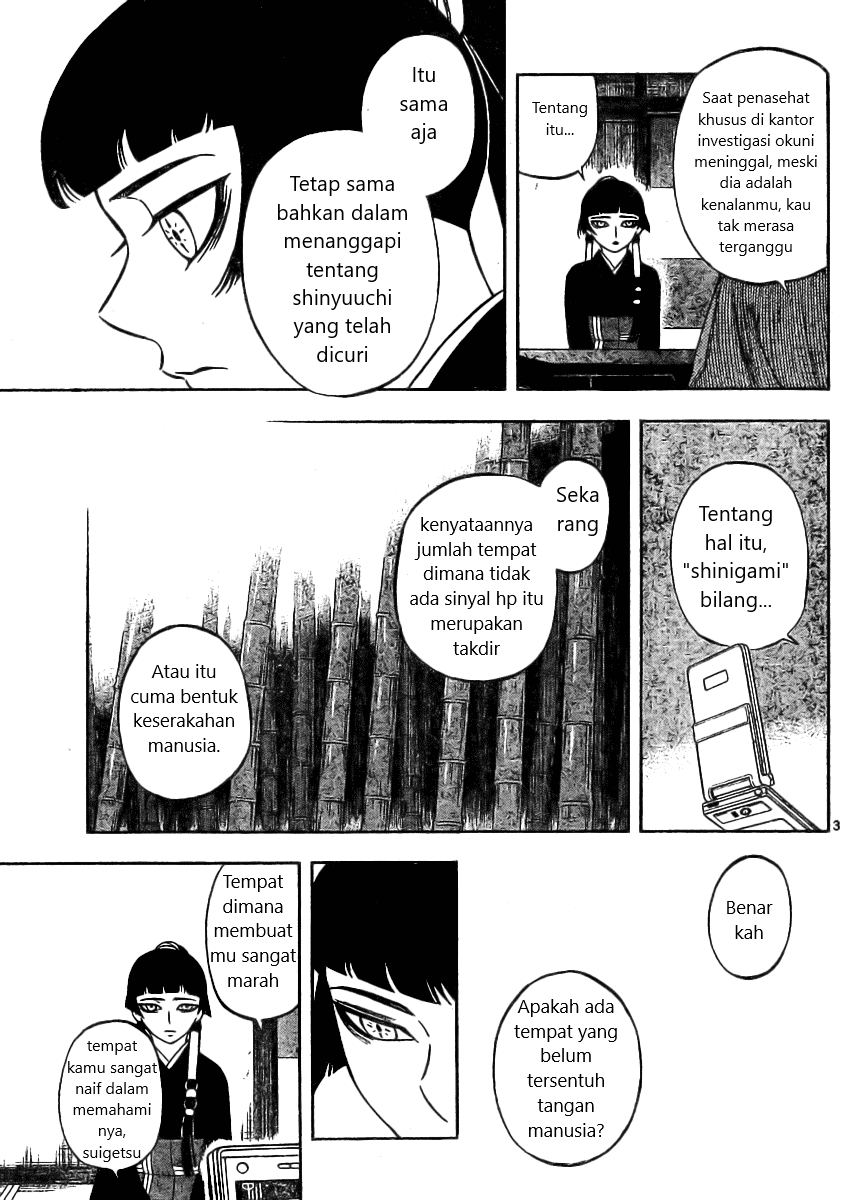 Saat penasehat
khusus di kantor
investigasi okuni
meninggal, meski
dia adalah
kenalanmu, kau
tak merasa
terganggu
Tentang
itu...
Itu
sama
aja
Tetap sama
bahkan dalam
menanggapi
tentang
shinyuuchi
yang telah
dicuri
Tentang
hal itu,
"shinigami"
bilang...
Seka
rang
kenyataannya
jumlah tempat
dimana tidak
ada sinyal hp itu
merupakan
takdir
Atau itu
cuma bentuk
keserakahan
manusia.
3
Benar
kah
Apakah ada
tempat yang
belum
tersentuh
tangan
manusia?
Tempat
dimana
membuat
mu sangat
marah
tempat
kamu sangat
naif dalam
memahami
nya,
suigetsu